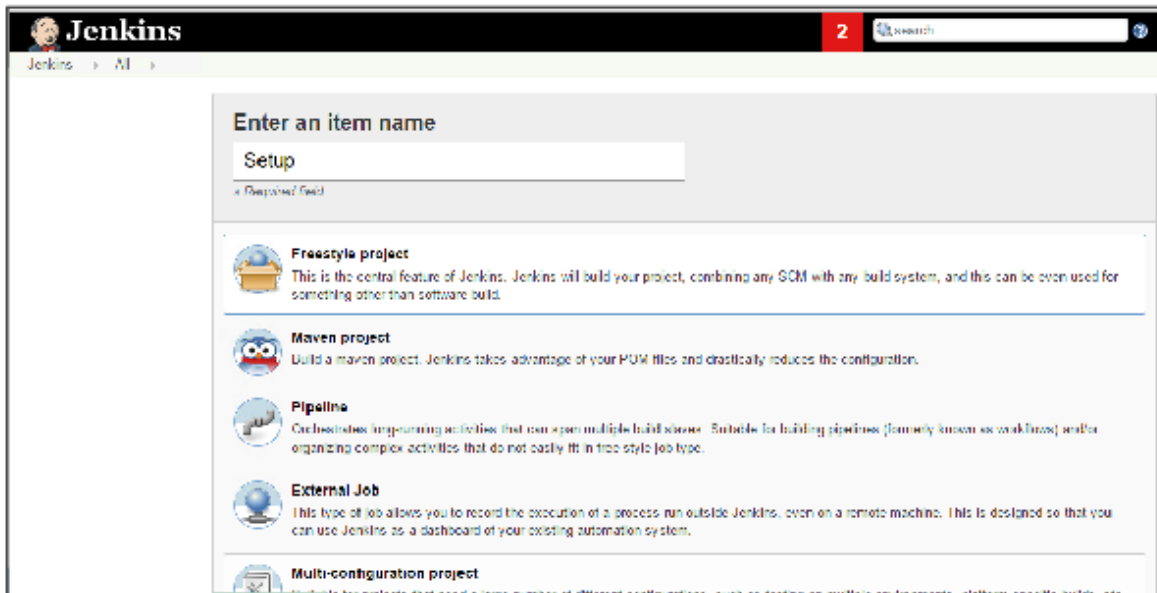 Jenkins
2
search
Jenkins
All
Enter an item name
Setup
» Required field
Freestyle project
This is the central feature of Jenkins. Jenkins will build your project, combining any SCM with any build system, and this can be even used for
something other than software build.
Maven project
Build a maven project. Jenkins takes advantage of your POM files and drastically reduces the configuration.
Pipeline
Orchestrates long-running activities that can span multiple build slaves. Suitable for building pipelines (formerly known as workflows) and/or
organizing complex activities that do not easily fit in free-style job type.
External Job
This type of job allows you to record the execution of a process run outside Jenkins, even on a remote machine. This is designed so that you
can use Jenkins as a dashboard of your existing automation system.
Multi-configuration project